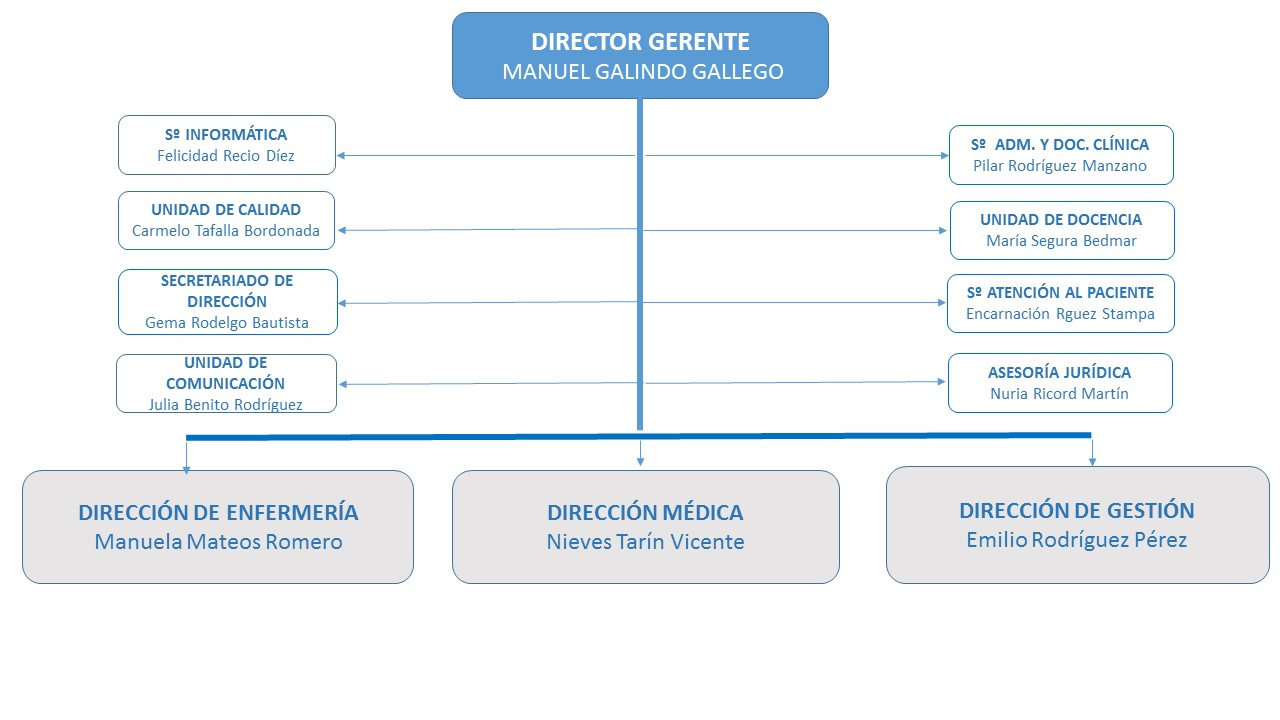 DIRECTOR GERENTE
MANUEL GALINDO GALLEGO
Sº INFORMÁTICA
Felicidad Recio Díez
Sº ADM. Y DOC. CLÍNICA
Pilar Rodríguez Manzano
UNIDAD DE CALIDAD
Carmelo Tafalla Bordonada
UNIDAD DE DOCENCIA
María Segura Bedmar
SECRETARIADO DE
DIRECCIÓN
Gema Rodelgo Bautista
Sº ATENCIÓN AL PACIENTE
Encarnación Rguez Stampa
UNIDAD DE
COMUNICACIÓN
Julia Benito Rodríguez
ASESORÍA JURÍDICA
Nuria Ricord Martín
DIRECCIÓN DE ENFERMERÍA
Manuela Mateos Romero
DIRECCIÓN MÉDICA
Nieves Tarín Vicente
DIRECCIÓN DE GESTIÓN
Emilio Rodríguez Pérez